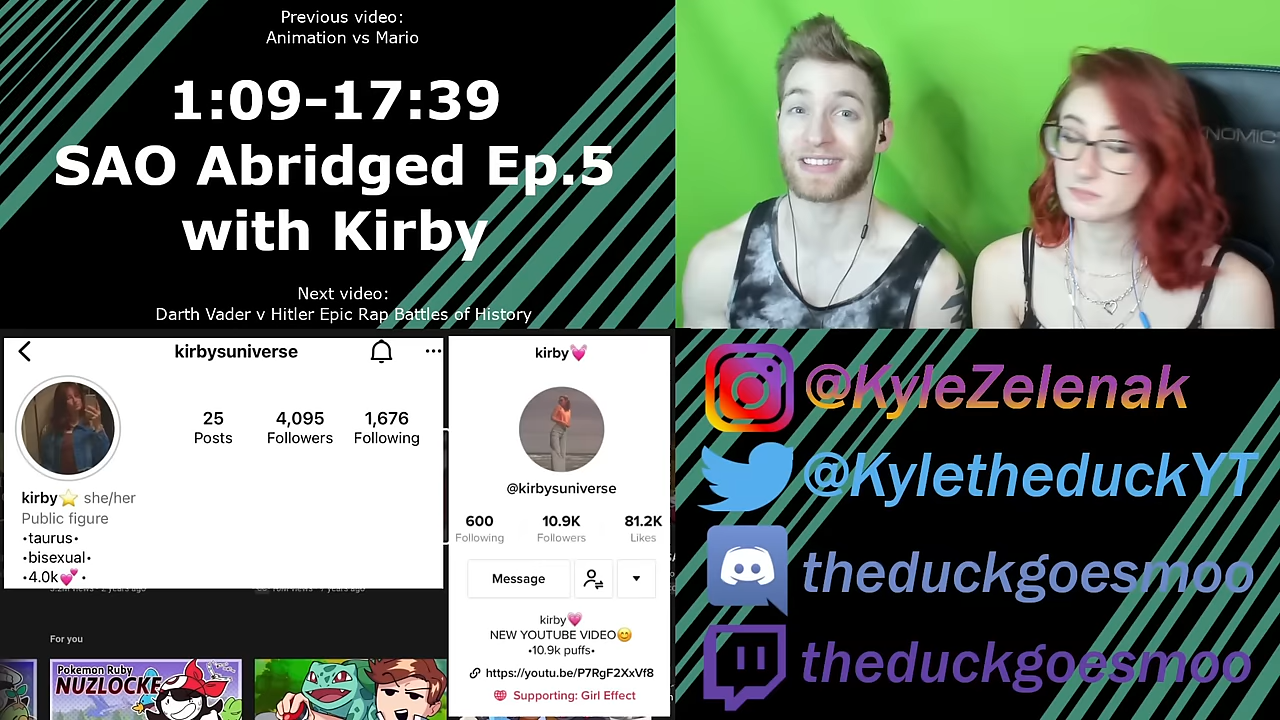 Previous video:
Animation vs Mario
1:09-17:39
SAO Abridged Ep.5
with Kirby
Next video:
Darth Vader v Hitler Epic Rap Battles of History
NOMIC
kirbysuniverse
25
4,095
1,676
Posts
Followers
Following
kirby⭐ she/her
Public figure
•taurus•
•bisexual•
•4.0k💕•
For you
Pokemon Ruby
NUZLOCKE
kirby💓
@kirbysuniverse
600
10.9K
81.2K
Following
Followers
Likes
Message
kirby💗
NEW YOUTUBE VIDEO😊
•10.9k puffs•
https://youtu.be/P7RgF2XxVf8
Supporting: Girl Effect
@KyleZelenak
@KyletheduckYT
theduckgoesmoo
theduckgoesmoo